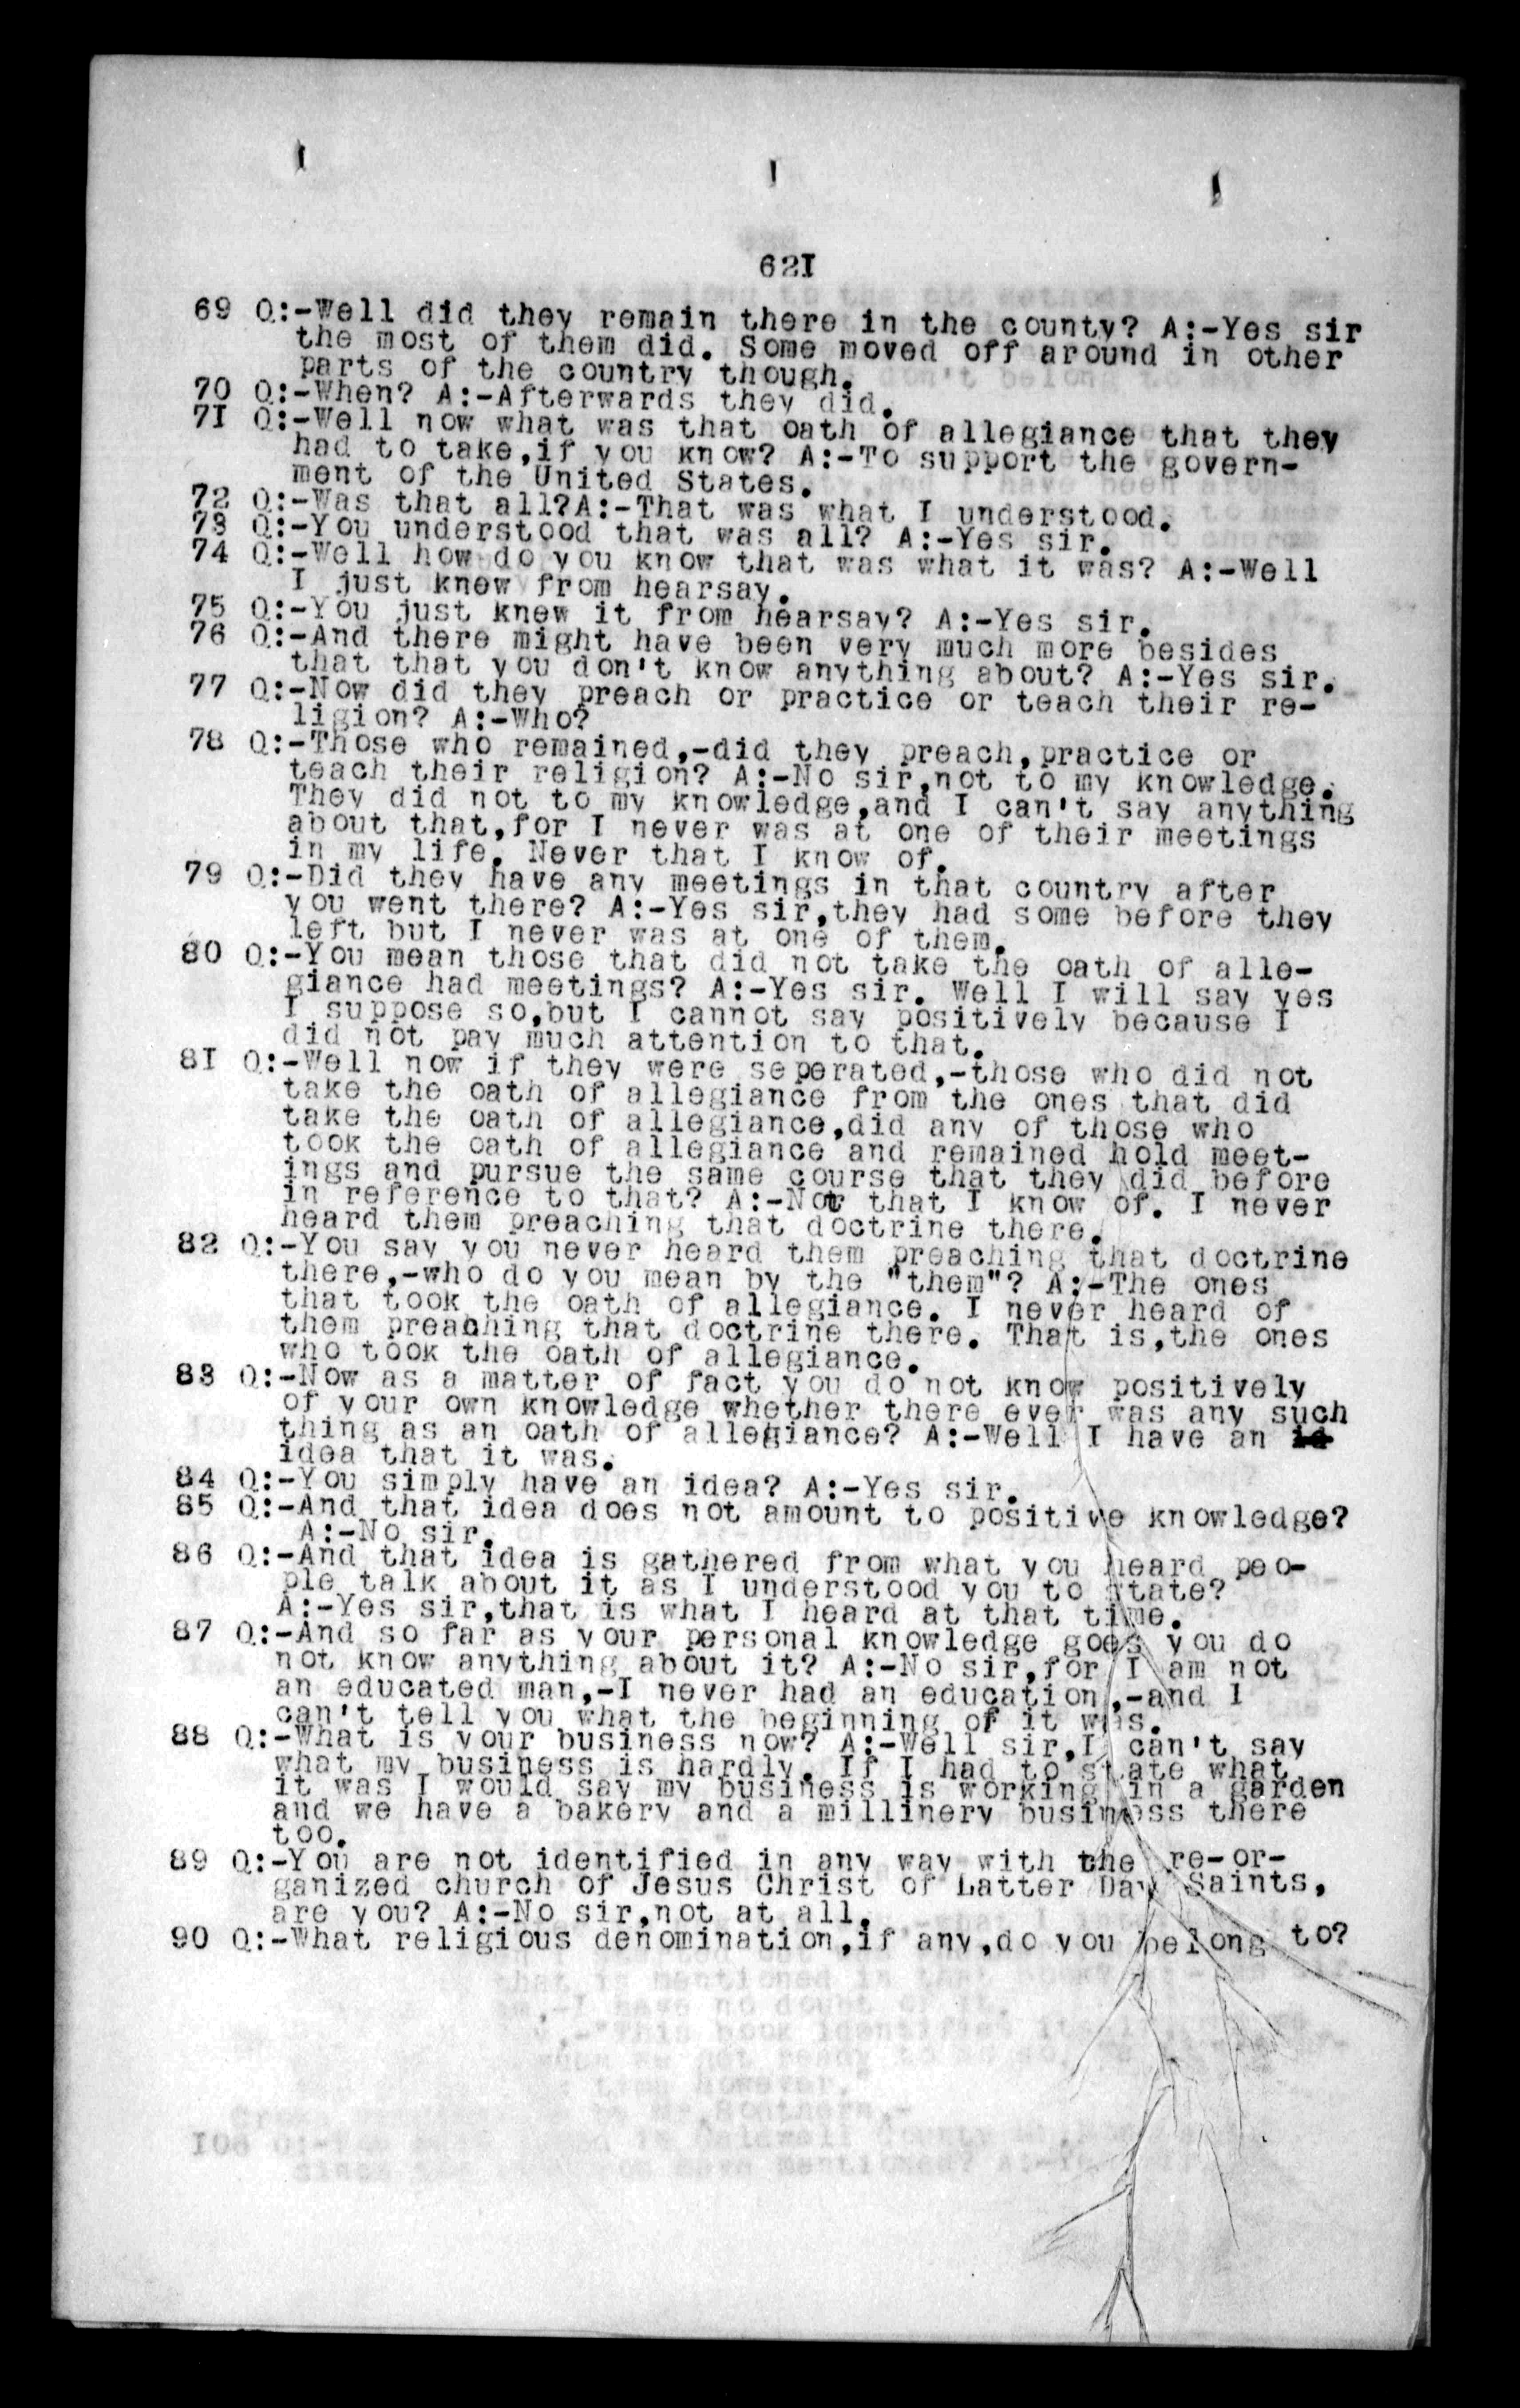 621
69 Q:-Well did they remain there in the county? A:-Yes sir
the most of them did. Some moved off around in other
parts of the country though.
70 Q:-When? A:-Afterwards they did.
71 Q:-Well now what was that oath of allegiance that they
had to take,if you know? A:-To support the govern-
ment of the United States.
72 Q:-Was that all?A:-That was what I understood.
73 Q:-You understood that was all? A:-Yes sir.
74 Q:-Well how do you know that was what it was? A:-Well
I just knew from hearsay.
75 Q:-You just knew it from hearsay? A:-Yes sir.
76 Q:-And there might have been very much more besides
that that you don't know anything about? A:-Yes sir.
77 Q:-Now did they preach or practice or teach their re-
ligion? A:-Who?
78 Q:-Those who remained,-did they preach,practice or
teach their religion? A:-No sir,not to my knowledge.
They did not to my knowledge,and I can't say anything
about that,for I never was at one of their meetings
in my life. Never that I know of.
79 Q:-Did they have any meetings in that country after
you went there? A:-Yes sir,they had some before they
left but I never was at one of them.
80 Q:-You mean those that did not take the oath of alle-
giance had meetings? A:-Yes sir. Well I will say yes
I suppose so,but I cannot say positively because I
did not pay much attention to that.
81 Q:-Well now if they were seperated,-those who did not
take the oath of allegiance from the ones that did
take the oath of allegiance,did any of those who
took the oath of allegiance and remained hold meet-
ings and pursue the same course that they did before
in reference to that? A:-Not that I know of. I never
heard them preaching that doctrine there.
82 Q:-You say you never heard them preaching that doctrine
there,-who do you mean by the "them"? A:-The ones
that took the oath of allegiance. I never heard of
them preaching that doctrine there. That is,the ones
who took the oath of allegiance.
83 Q:-Now as a matter of fact you do not know positively
of your own knowledge whether there ever was any such
thing as an oath of allegiance? A:-Well I have an id
idea that it was.
84 Q:-You simply have an idea? A:-Yes sir.
85 Q:-And that idea does not amount to positive knowledge?
A:-No sir.
86 Q:-And that idea is gathered from what you heard peo-
ple talk about it as I understood you to state?
A:-Yes sir,that is what I heard at that time.
87 Q:-And so far as your personal knowledge goes you do
not know anything about it? A:-No sir,for I am not
an educated man,-I never had an education,-and I
can't tell you what the beginning of it was.
88 Q:-What is your business now? A:-Well sir,I can't say
what my business is hardly. If I had to state what
it was I would say my business is working in a garden
and we have a bakery and a millinery business there
too.
89 Q:-You are not identified in any way with the re-or-
ganized church of Jesus Christ of Latter Day Saints,
are you? A:-No sir,not at all.
90 Q:-What religious denomination,if any,do you belong to?